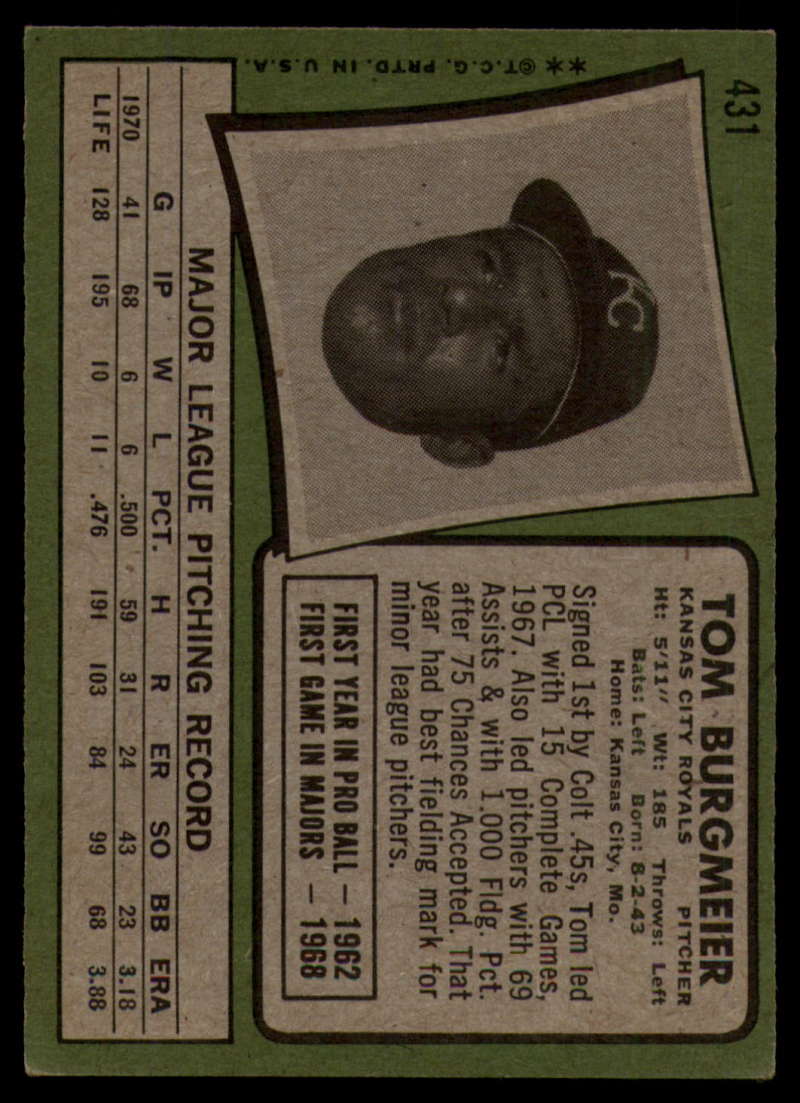 431
✱✱ ©T.C.G. PRTD. IN U.S.A.
KC
TOM BURGMEIER
KANSAS CITY ROYALS PITCHER
Ht: 5'11" Wt: 185 Throws: Left
Bats: Left Born: 8-2-43
Home: Kansas City, Mo.
Signed 1st by Colt .45s, Tom led
PCL with 15 Complete Games,
1967. Also led pitchers with 69
Assists & with 1.000 Fldg. Pct.
after 75 Chances Accepted. That
year had best fielding mark for
minor league pitchers.
FIRST YEAR IN PRO BALL — 1962
FIRST GAME IN MAJORS — 1968
MAJOR LEAGUE PITCHING RECORD
G IP W L PCT. H R ER SO BB ERA
1970 41 68 6 6 .500 59 31 24 43 23 3.18
LIFE 128 195 10 11 .476 191 103 84 99 68 3.88